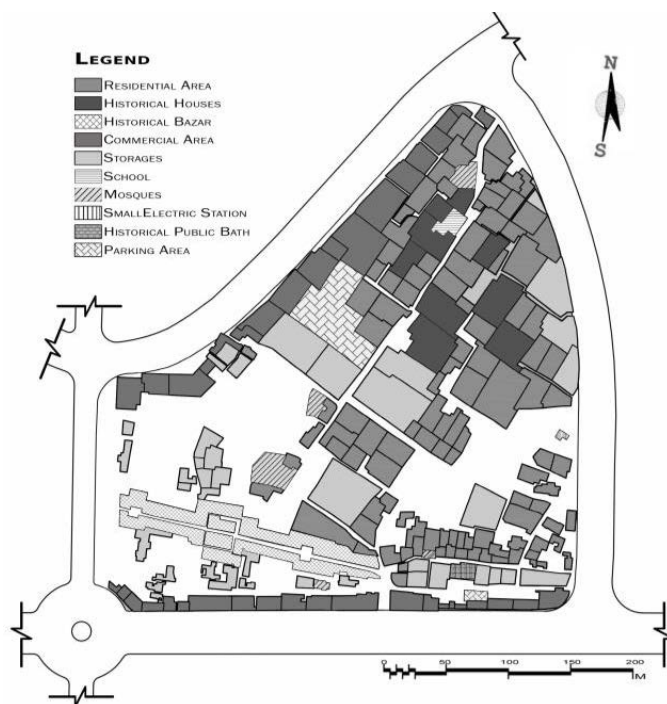 LEGEND
RESIDENTIAL AREA
HISTORICAL HOUSES
HISTORICAL BAZAR
COMMERCIAL AREA
STORAGES
SCHOOL
MOSQUES
SMALLELECTRIC STATION
HISTORICAL PUBLIC BATH
PARKING AREA
N
S
0 50 100 150 200
M